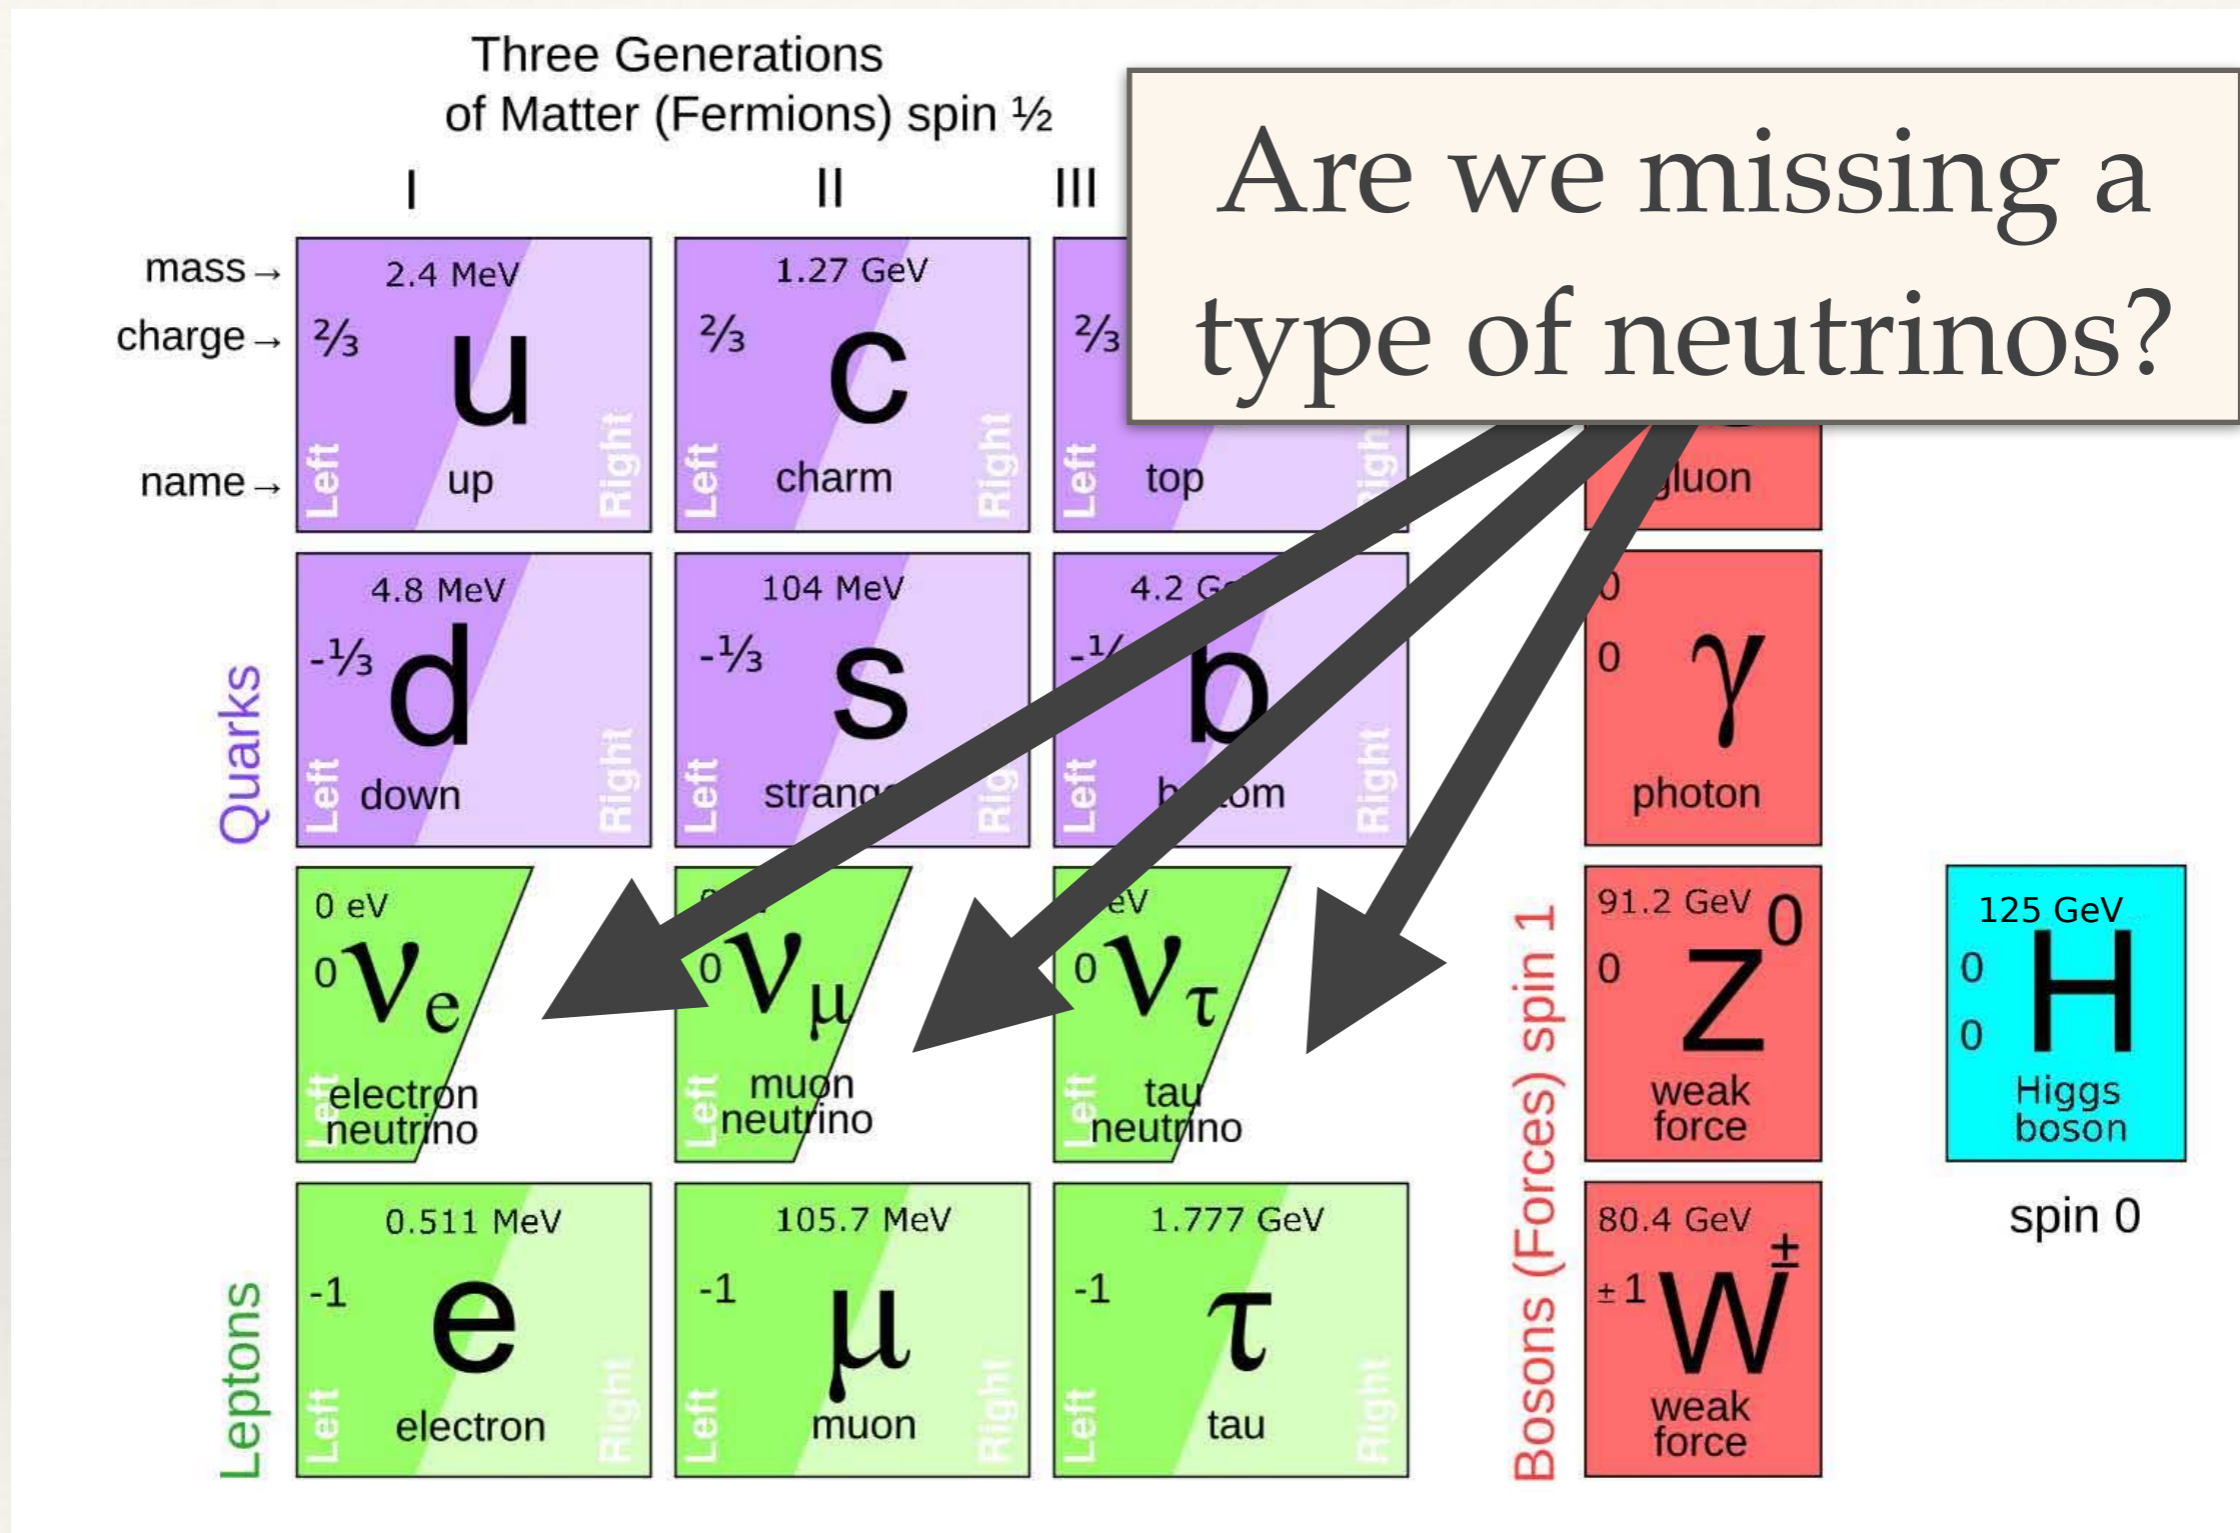 Three Generations
of Matter (Fermions) spin ½
I II III
Are we missing a
type of neutrinos?
mass→
charge→
name→
2.4 MeV
⅔
u
Left
up
Right
1.27 GeV
⅔
c
Left
charm
Right
⅔
Left
top
gluon
Quarks
4.8 MeV
-⅓
d
Left
down
Right
104 MeV
-⅓
s
Left
4.2
b
Left
Right
0
0
γ
photon
0 eV
0
νe
Left
electron
neutrino
0
νμ
Left
muon
neutrino
eV
0
ντ
Left
tau
neutrino
Bosons (Forces) spin 1
91.2 GeV
0
Z0
weak
force
125 GeV
0
0
H
Higgs
boson
spin 0
Leptons
0.511 MeV
-1
e
Left
electron
Right
105.7 MeV
-1
μ
Left
muon
Right
1.777 GeV
-1
τ
Left
tau
Right
80.4 GeV
±1
W±
weak
force